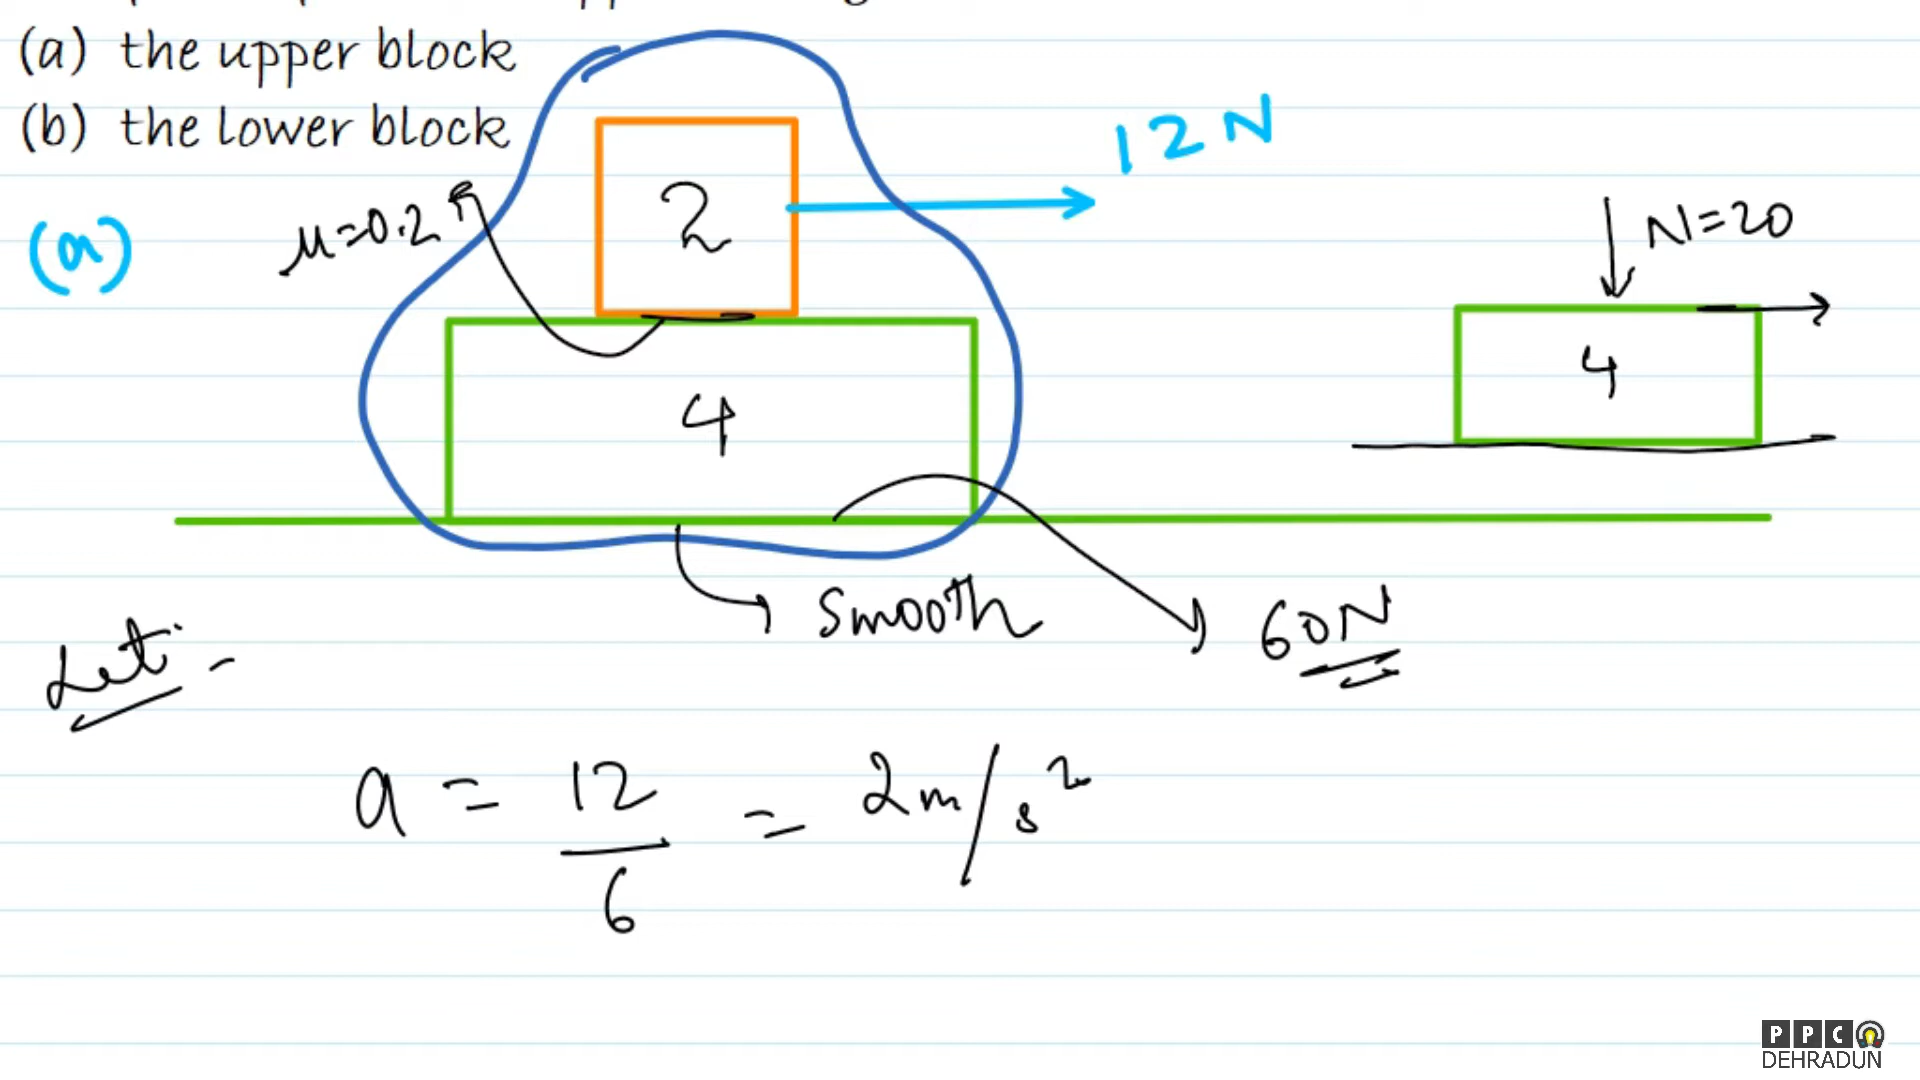 (a) the upper block
(b) the lower block
12 N
(a)
μ=0.2
2
N=20
4
4
Smooth
60N
Let -
a = 12/6 = 2m/s²
PPC
DEHRADUN